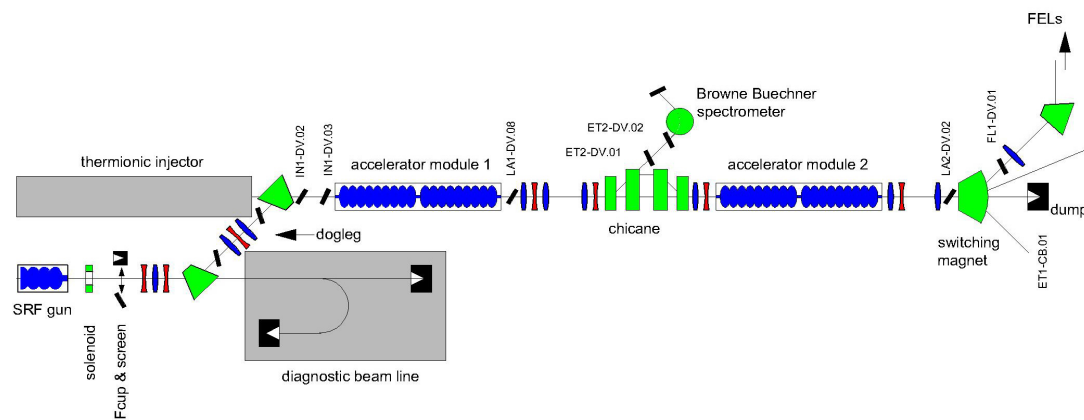 FELs
Browne Buechner
spectrometer
thermionic injector
IN1-DV.02
IN1-DV.03
accelerator module 1
LA1-DV.08
ET2-DV.02
ET2-DV.01
accelerator module 2
LA2-DV.02
FL1-DV.01
dogleg
chicane
dump
switching
magnet
ET1-CB.01
SRF gun
solenoid
Fcup & screen
diagnostic beam line